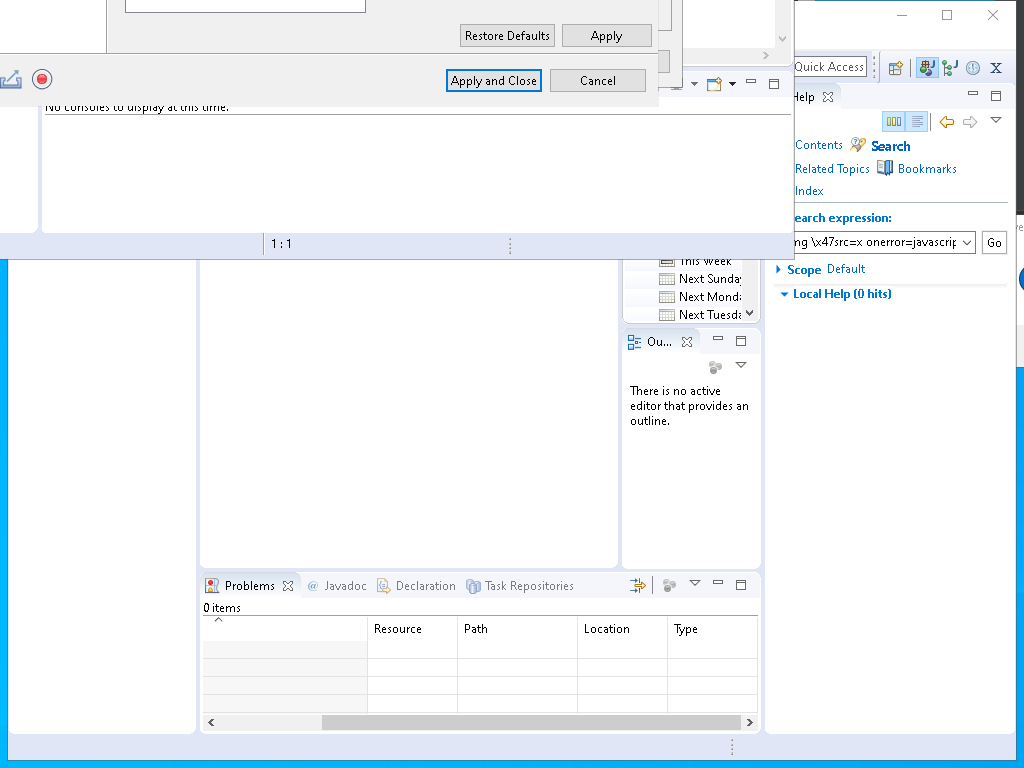 Restore Defaults
Apply
Apply and Close
Cancel
No consoles to display at this time.
1 : 1
Quick Access
Help
Contents
Search
Related Topics
Bookmarks
Index
earch expression:
ng \x47src=x onerror=javascrip
Go
Scope
Default
Local Help (0 hits)
This Week
Next Sunday
Next Monda
Next Tuesda
Ou...
There is no active
editor that provides an
outline.
Problems
@ Javadoc
Declaration
Task Repositories
0 items
Resource
Path
Location
Type